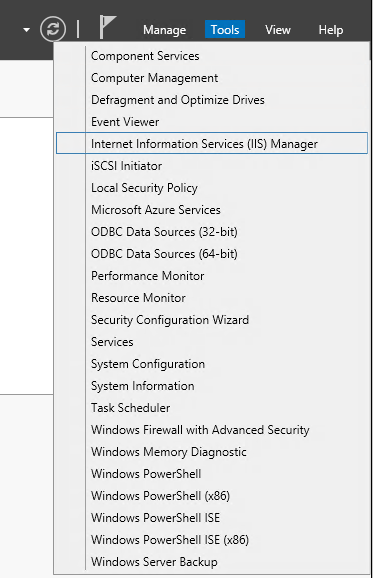 Manage Tools View Help
Component Services
Computer Management
Defragment and Optimize Drives
Event Viewer
Internet Information Services (IIS) Manager
iSCSI Initiator
Local Security Policy
Microsoft Azure Services
ODBC Data Sources (32-bit)
ODBC Data Sources (64-bit)
Performance Monitor
Resource Monitor
Security Configuration Wizard
Services
System Configuration
System Information
Task Scheduler
Windows Firewall with Advanced Security
Windows Memory Diagnostic
Windows PowerShell
Windows PowerShell (x86)
Windows PowerShell ISE
Windows PowerShell ISE (x86)
Windows Server Backup